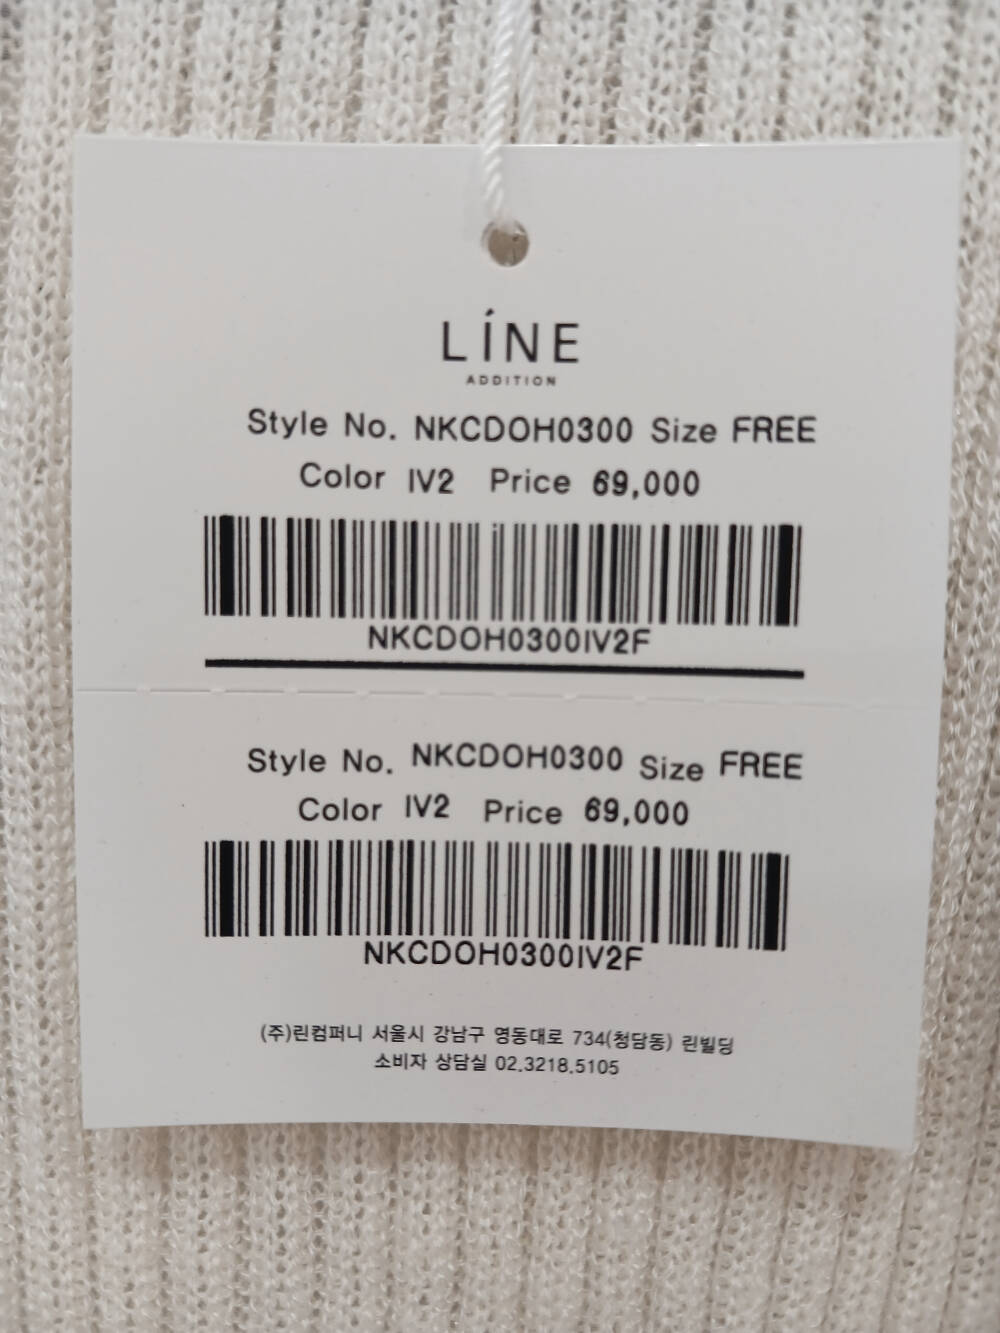 LÍNE
ADDITION
Style No. NKCDOH0300 Size FREE
Color IV2 Price 69,000
NKCDOH0300IV2F
Style No. NKCDOH0300 Size FREE
Color IV2 Price 69,000
NKCDOH0300IV2F
(주)린컴퍼니 서울시 강남구 영동대로 734(청담동) 린빌딩
소비자 상담실 02.3218.5105